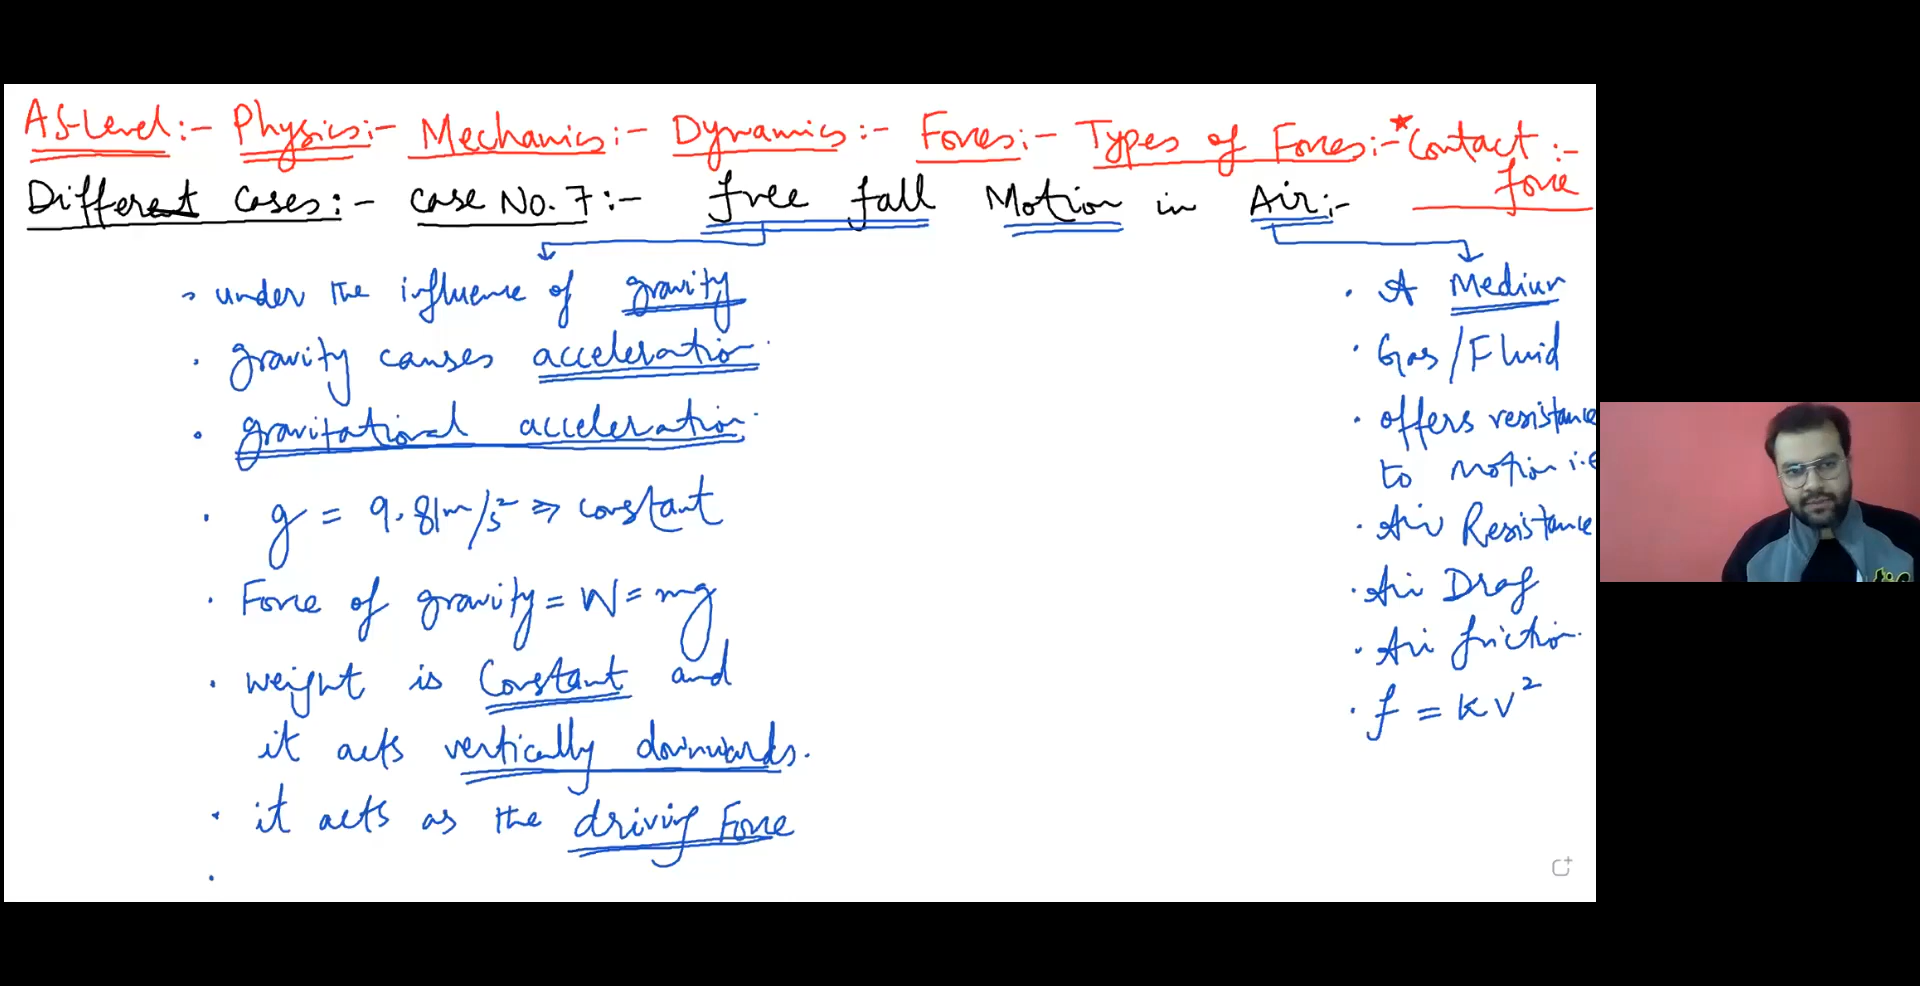 AS-Level:- Physics:- Mechanics:- Dynamics:- Forces:- Types of Forces:- *Contact force :-
Different Cases:- Case No. 7:- free fall Motion in Air:-
under the influence of gravity
· gravity causes acceleration.
· gravitational acceleration.
· g = 9.81m/s² ⇒ constant
· Force of gravity = W = mg
· weight is Constant and
it acts vertically downwards.
· it acts as the driving Force
·
· A Medium
· Gas/Fluid
· offers resistance
to motion i.e
· Air Resistance
· Air Drag
· Air friction.
· f = KV²